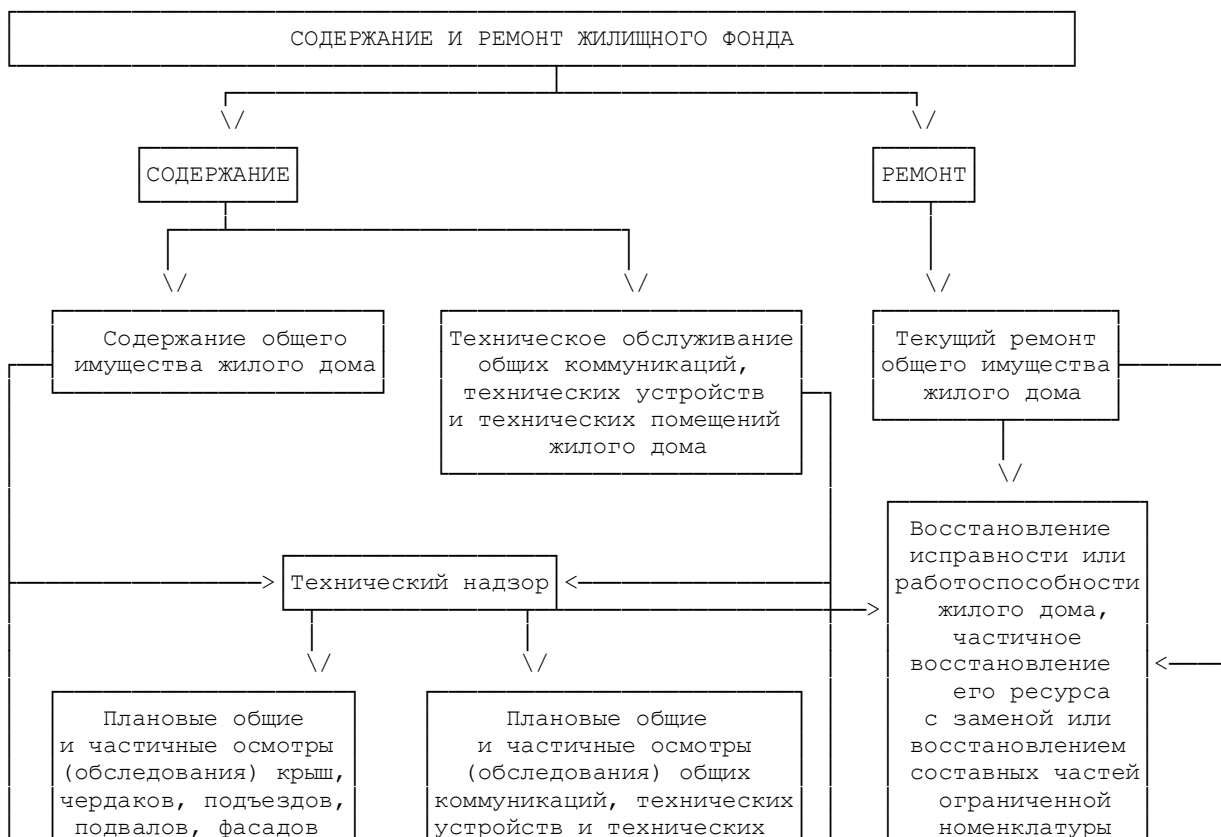 СОДЕРЖАНИЕ И РЕМОНТ ЖИЛИЩНОГО ФОНДА
СОДЕРЖАНИЕ
РЕМОНТ
Содержание общего
имущества жилого дома
Техническое обслуживание
общих коммуникаций,
технических устройств
и технических помещений
жилого дома
Текущий ремонт
общего имущества
жилого дома
Технический надзор
Восстановление
исправности или
работоспособности
жилого дома,
частичное
восстановление
его ресурса
с заменой или
восстановлением
составных частей
ограниченной
номенклатуры
Плановые общие
и частичные осмотры
(обследования) крыш,
чердаков, подъездов,
подвалов, фасадов
Плановые общие
и частичные осмотры
(обследования) общих
коммуникаций, технических
устройств и технических